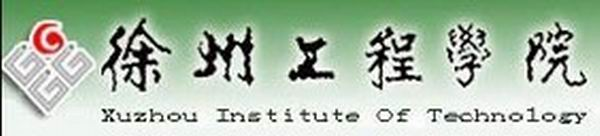 徐州工程學院
Xuzhou Institute Of Technology